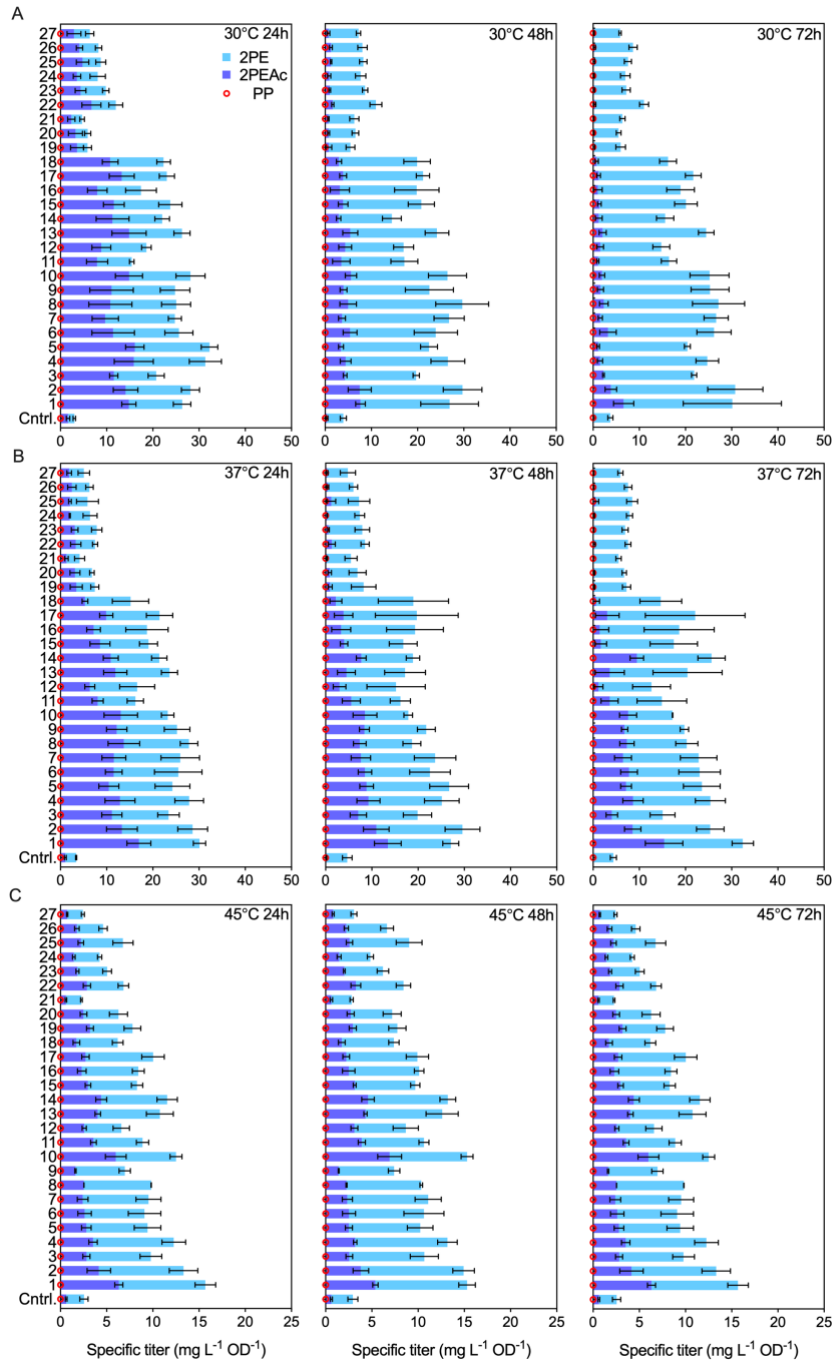 A
30°C 24h
30°C 48h
30°C 72h
2PE
2PEAc
PP
27
26
25
24
23
22
21
20
19
18
17
16
15
14
13
12
11
10
9
8
7
6
5
4
3
2
1
Cntrl.
0 10 20 30 40 50
0 10 20 30 40 50
0 10 20 30 40 50
B
37°C 24h
37°C 48h
37°C 72h
27
26
25
24
23
22
21
20
19
18
17
16
15
14
13
12
11
10
9
8
7
6
5
4
3
2
1
Cntrl.
0 10 20 30 40 50
0 10 20 30 40 50
0 10 20 30 40 50
C
45°C 24h
45°C 48h
45°C 72h
27
26
25
24
23
22
21
20
19
18
17
16
15
14
13
12
11
10
9
8
7
6
5
4
3
2
1
Cntrl.
0 5 10 15 20 25
0 5 10 15 20 25
0 5 10 15 20 25
Specific titer (mg L⁻¹ OD⁻¹)
Specific titer (mg L⁻¹ OD⁻¹)
Specific titer (mg L⁻¹ OD⁻¹)